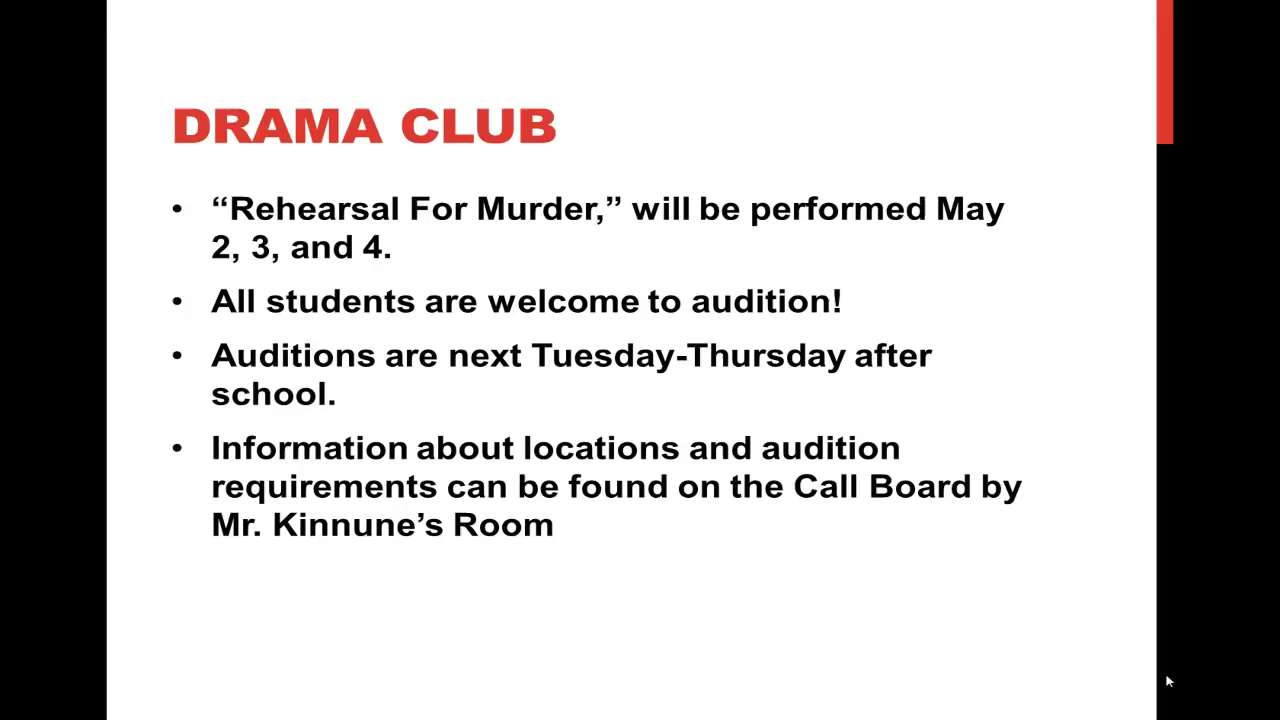 DRAMA CLUB
• “Rehearsal For Murder,” will be performed May
2, 3, and 4.
• All students are welcome to audition!
• Auditions are next Tuesday-Thursday after
school.
• Information about locations and audition
requirements can be found on the Call Board by
Mr. Kinnune’s Room